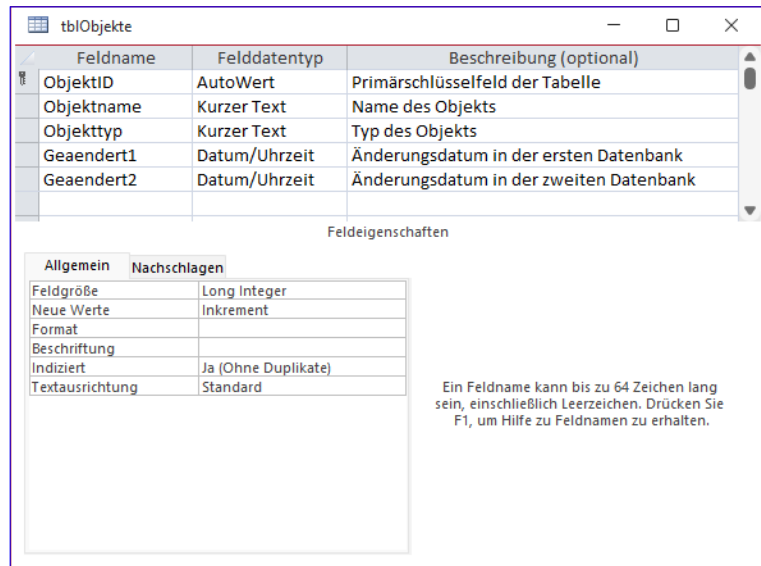 tblObjekte
Feldname Felddatentyp Beschreibung (optional)
ObjektID AutoWert Primärschlüsselfeld der Tabelle
Objektname Kurzer Text Name des Objekts
Objekttyp Kurzer Text Typ des Objekts
Geaendert1 Datum/Uhrzeit Änderungsdatum in der ersten Datenbank
Geaendert2 Datum/Uhrzeit Änderungsdatum in der zweiten Datenbank
Feldeigenschaften
Allgemein Nachschlagen
Feldgröße Long Integer
Neue Werte Inkrement
Format
Beschriftung
Indiziert Ja (Ohne Duplikate)
Textausrichtung Standard
Ein Feldname kann bis zu 64 Zeichen lang
sein, einschließlich Leerzeichen. Drücken Sie
F1, um Hilfe zu Feldnamen zu erhalten.